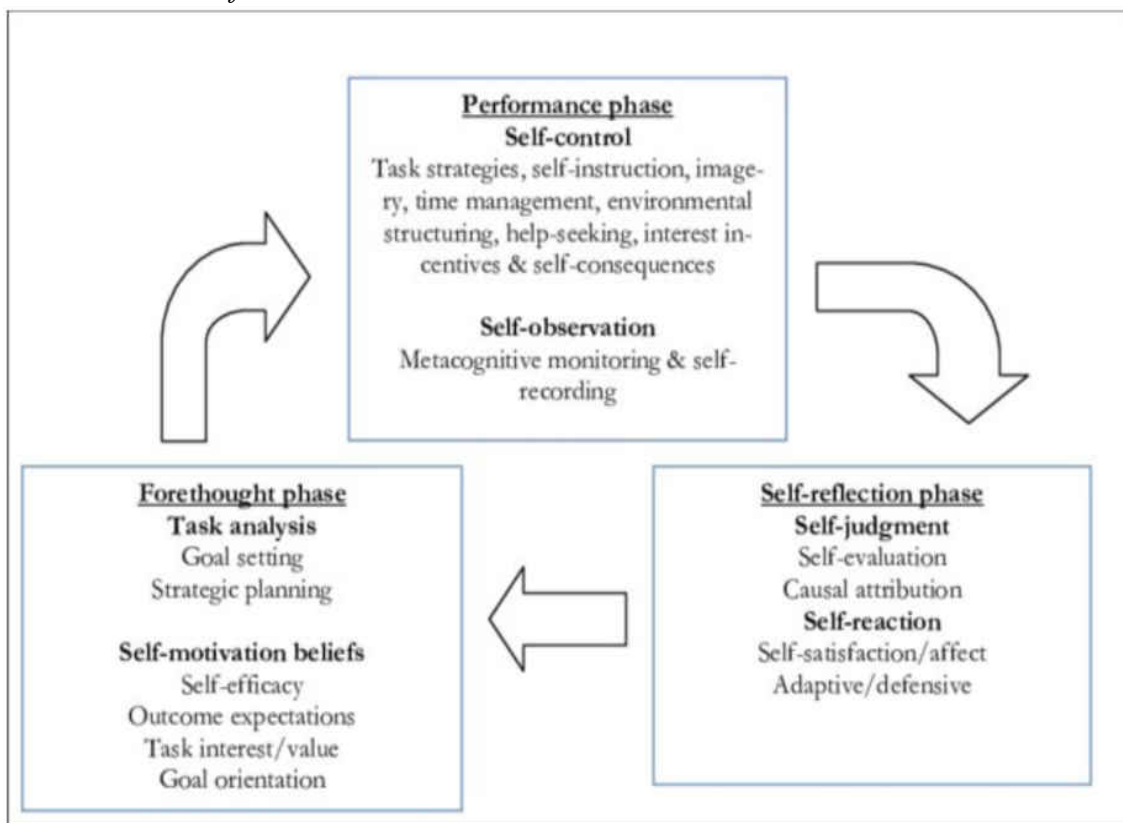 Performance phase
Self-control
Task strategies, self-instruction, image-
ry, time management, environmental
structuring, help-seeking, interest in-
centives & self-consequences
Self-observation
Metacognitive monitoring & self-
recording
Forethought phase
Task analysis
Goal setting
Strategic planning
Self-motivation beliefs
Self-efficacy
Outcome expectations
Task interest/value
Goal orientation
Self-reflection phase
Self-judgment
Self-evaluation
Causal attribution
Self-reaction
Self-satisfaction/affect
Adaptive/defensive